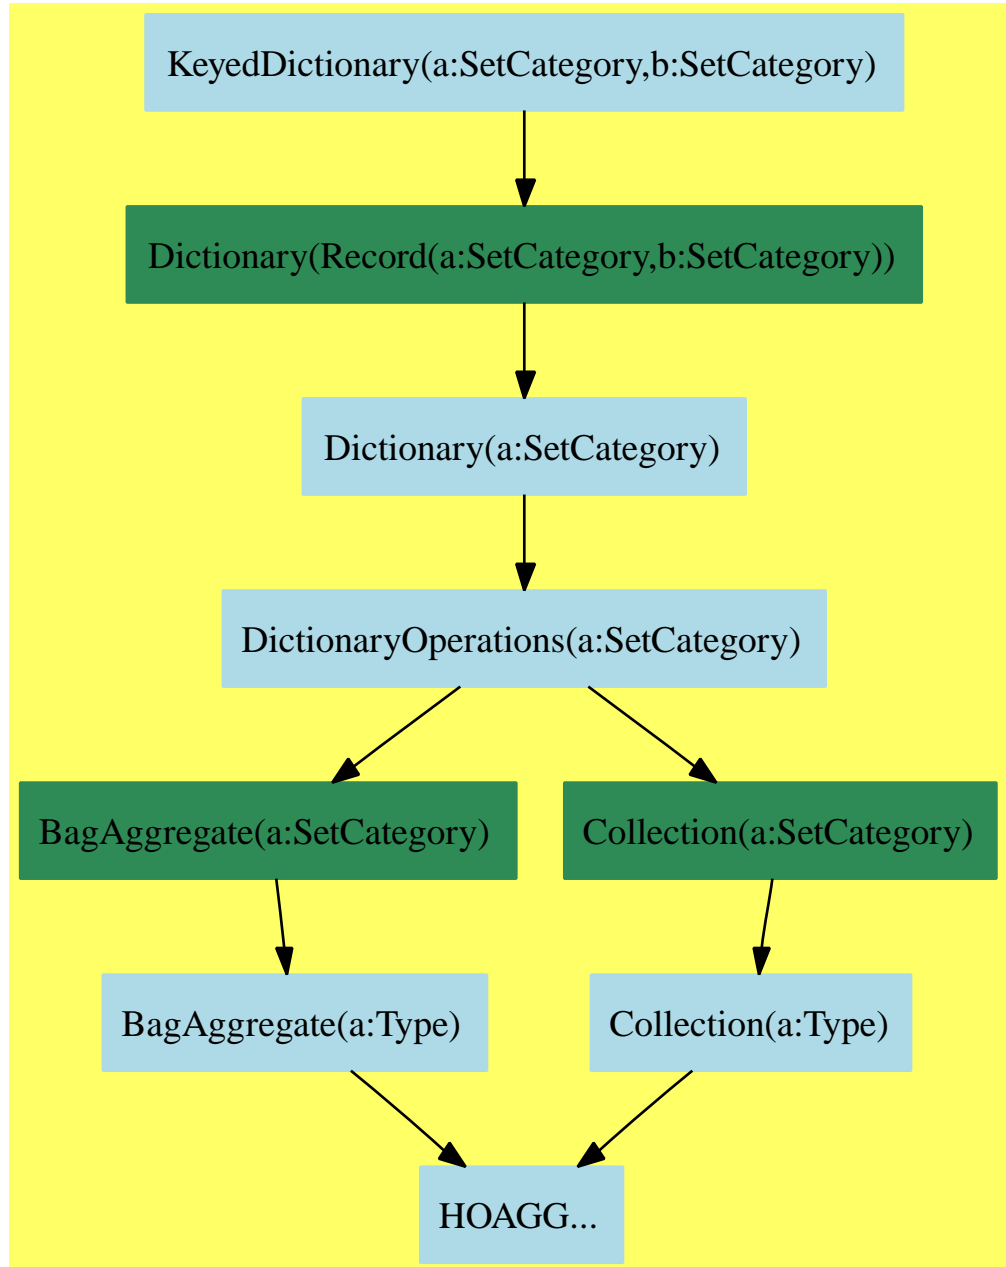 KeyedDictionary(a:SetCategory,b:SetCategory)
Dictionary(Record(a:SetCategory,b:SetCategory))
Dictionary(a:SetCategory)
DictionaryOperations(a:SetCategory)
BagAggregate(a:SetCategory)
Collection(a:SetCategory)
BagAggregate(a:Type)
Collection(a:Type)
HOAGG...